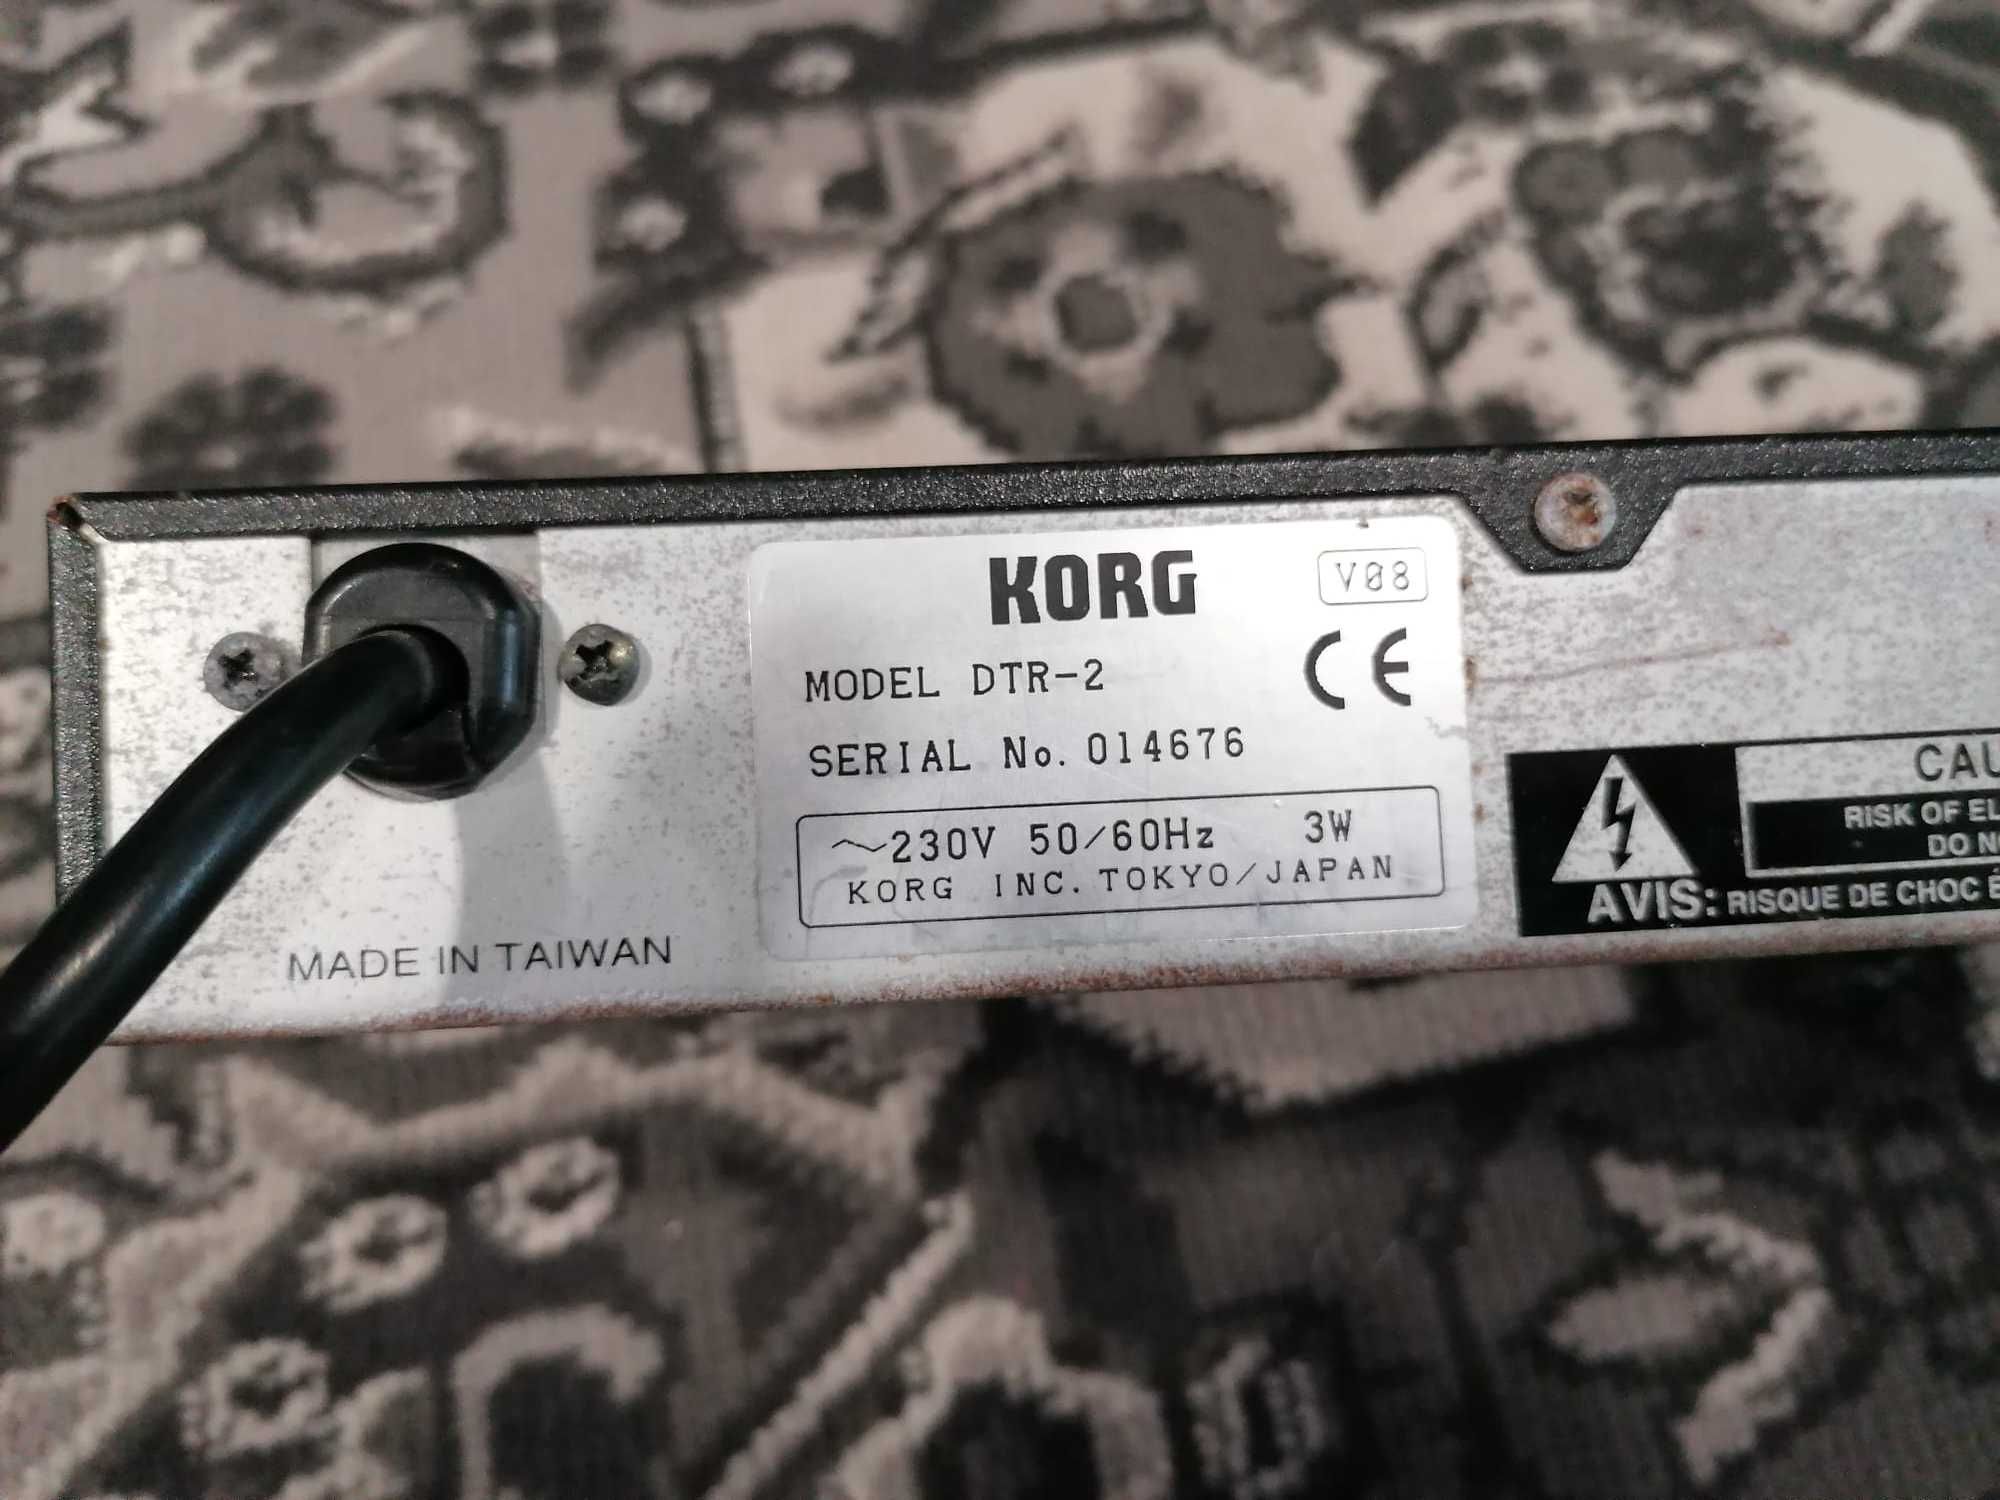 KORG
V08
MODEL DTR-2
CE
SERIAL No. 014676
~230V 50/60Hz 3W
KORG INC. TOKYO/JAPAN
MADE IN TAIWAN
CAU
RISK OF EL
DO NO
AVIS: RISQUE DE CHOC É